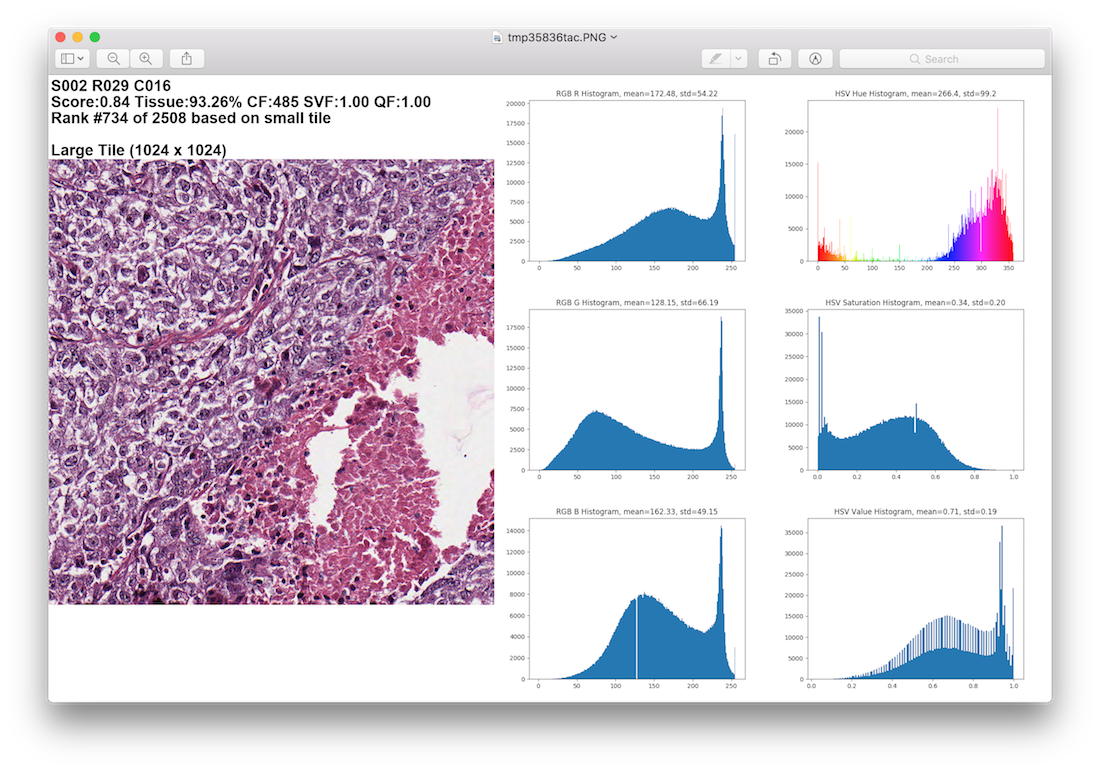 tmp35836tac.PNG
Search
S002 R029 C016
Score:0.84 Tissue:93.26% CF:485 SVF:1.00 QF:1.00
Rank #734 of 2508 based on small tile
Large Tile (1024 x 1024)
RGB R Histogram, mean=172.48, std=54.22
20000
17500
15000
12500
10000
7500
5000
2500
0
0 50 100 150 200 250
HSV Hue Histogram, mean=266.4, std=99.2
20000
15000
10000
5000
0
0 50 100 150 200 250 300 350
RGB G Histogram, mean=128.15, std=66.19
17500
15000
12500
10000
7500
5000
2500
0
0 50 100 150 200 250
HSV Saturation Histogram, mean=0.34, std=0.20
35000
30000
25000
20000
15000
10000
5000
0
0.0 0.2 0.4 0.6 0.8 1.0
RGB B Histogram, mean=162.33, std=49.15
14000
12000
10000
8000
6000
4000
2000
0
0 50 100 150 200 250
HSV Value Histogram, mean=0.71, std=0.19
35000
30000
25000
20000
15000
10000
5000
0
0.0 0.2 0.4 0.6 0.8 1.0